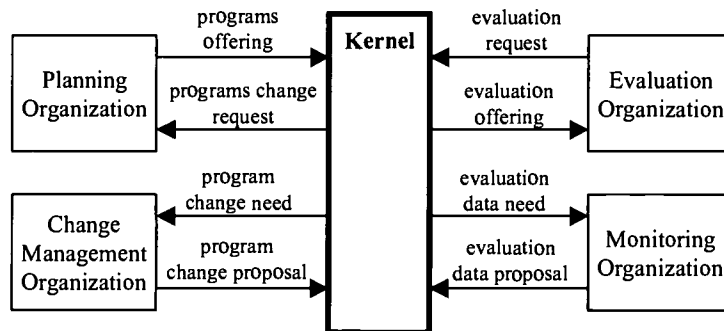 programs
offering
Planning
Organization
programs change
request
Kernel
evaluation
request
Evaluation
Organization
evaluation
offering
program
change need
Change
Management
Organization
program
change proposal
evaluation
data need
Monitoring
Organization
evaluation
data proposal